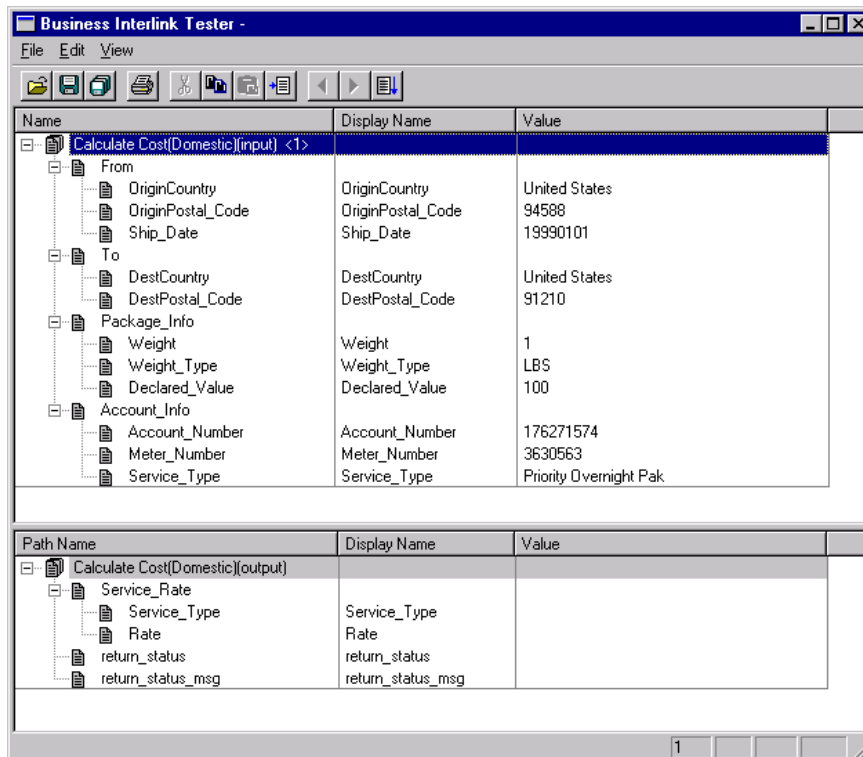 Business Interlink Tester -
File Edit View
Name Display Name Value
Calculate Cost(Domestic)(input) <1>
From
OriginCountry OriginCountry United States
OriginPostal_Code OriginPostal_Code 94588
Ship_Date Ship_Date 19990101
To
DestCountry DestCountry United States
DestPostal_Code DestPostal_Code 91210
Package_Info
Weight Weight 1
Weight_Type Weight_Type LBS
Declared_Value Declared_Value 100
Account_Info
Account_Number Account_Number 176271574
Meter_Number Meter_Number 3630563
Service_Type Service_Type Priority Overnight Pak
Path Name Display Name Value
Calculate Cost(Domestic)(output)
Service_Rate
Service_Type Service_Type
Rate Rate
return_status return_status
return_status_msg return_status_msg
1